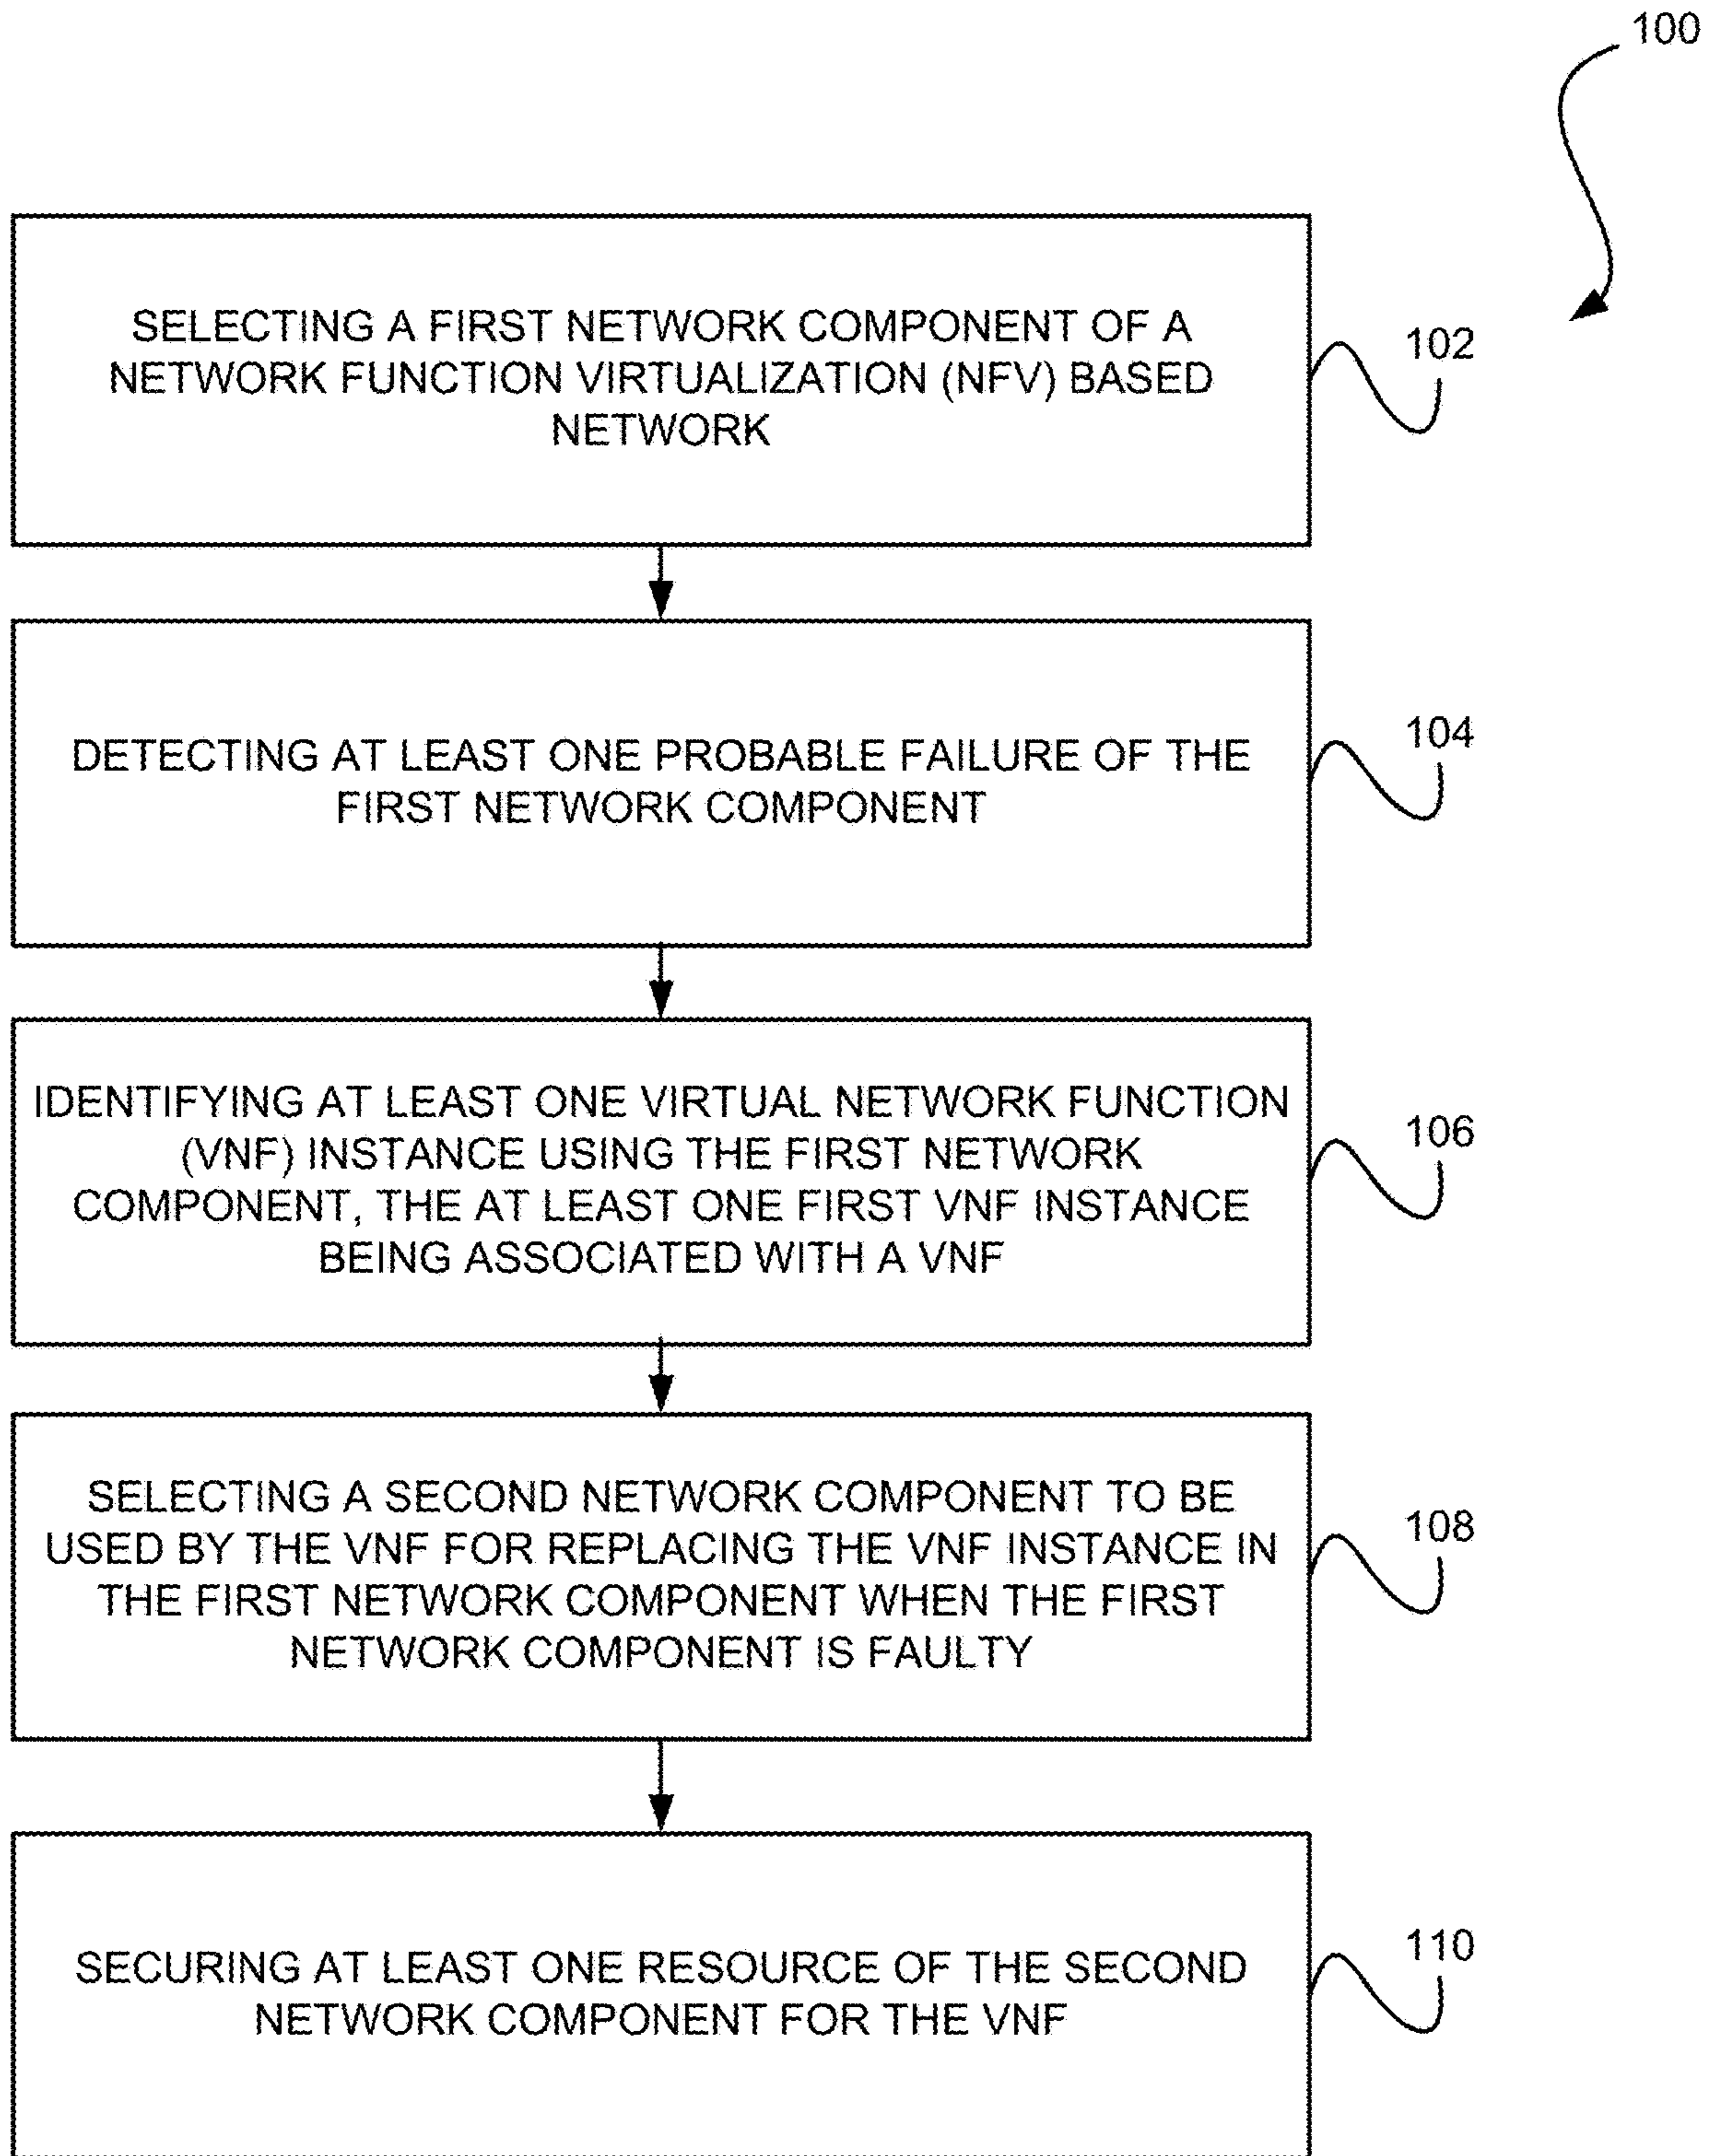 100
SELECTING A FIRST NETWORK COMPONENT OF A
NETWORK FUNCTION VIRTUALIZATION (NFV) BASED
NETWORK
102
DETECTING AT LEAST ONE PROBABLE FAILURE OF THE
FIRST NETWORK COMPONENT
104
IDENTIFYING AT LEAST ONE VIRTUAL NETWORK FUNCTION
(VNF) INSTANCE USING THE FIRST NETWORK
COMPONENT, THE AT LEAST ONE FIRST VNF INSTANCE
BEING ASSOCIATED WITH A VNF
106
SELECTING A SECOND NETWORK COMPONENT TO BE
USED BY THE VNF FOR REPLACING THE VNF INSTANCE IN
THE FIRST NETWORK COMPONENT WHEN THE FIRST
NETWORK COMPONENT IS FAULTY
108
SECURING AT LEAST ONE RESOURCE OF THE SECOND
NETWORK COMPONENT FOR THE VNF
110